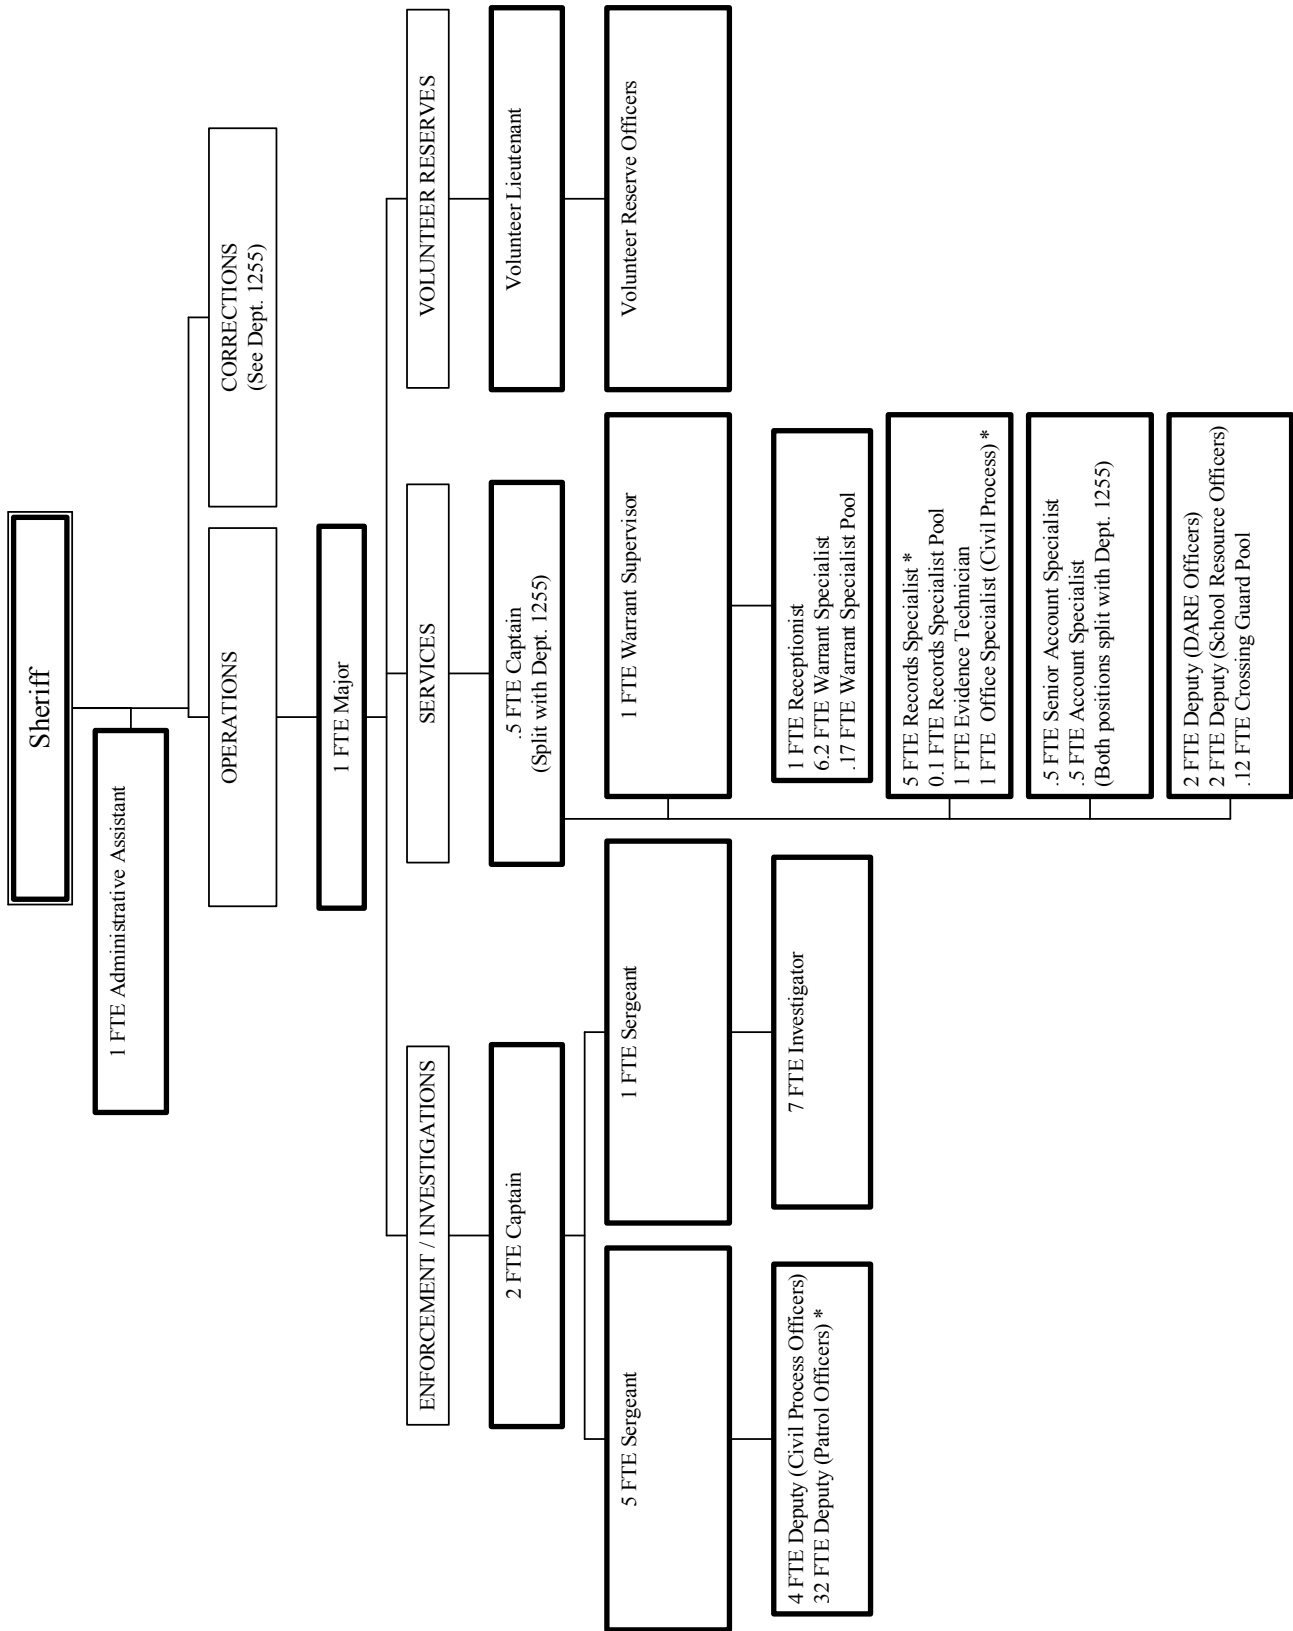 Sheriff
1 FTE Administrative Assistant
OPERATIONS
CORRECTIONS
(See Dept. 1255)
1 FTE Major
ENFORCEMENT / INVESTIGATIONS
SERVICES
VOLUNTEER RESERVES
2 FTE Captain
.5 FTE Captain
(Split with Dept. 1255)
Volunteer Lieutenant
5 FTE Sergeant
1 FTE Sergeant
1 FTE Warrant Supervisor
Volunteer Reserve Officers
4 FTE Deputy (Civil Process Officers)
32 FTE Deputy (Patrol Officers) *
7 FTE Investigator
1 FTE Receptionist
6.2 FTE Warrant Specialist
.17 FTE Warrant Specialist Pool
5 FTE Records Specialist *
0.1 FTE Records Specialist Pool
1 FTE Evidence Technician
1 FTE Office Specialist (Civil Process) *
.5 FTE Senior Account Specialist
.5 FTE Account Specialist
(Both positions split with Dept. 1255)
2 FTE Deputy (DARE Officers)
2 FTE Deputy (School Resource Officers)
.12 FTE Crossing Guard Pool